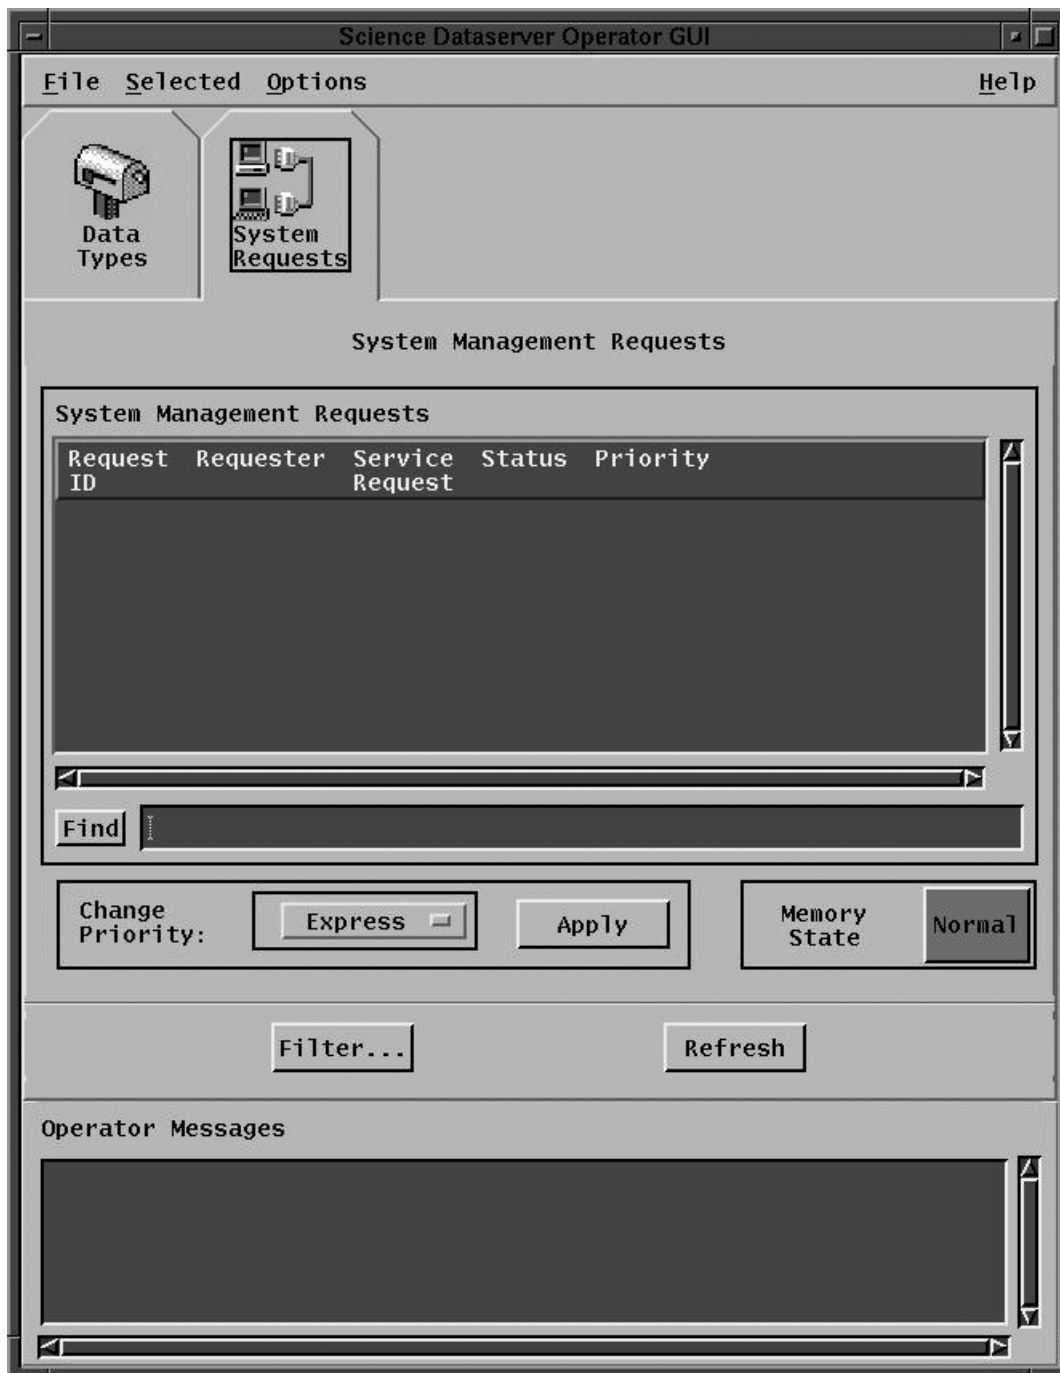 Science Dataserver Operator GUI
File Selected Options Help
Data
Types
System
Requests
System Management Requests
System Management Requests
Request Requester Service Status Priority
ID Request
Find
Change
Priority:
Express
Apply
Memory
State
Normal
Filter...
Refresh
Operator Messages